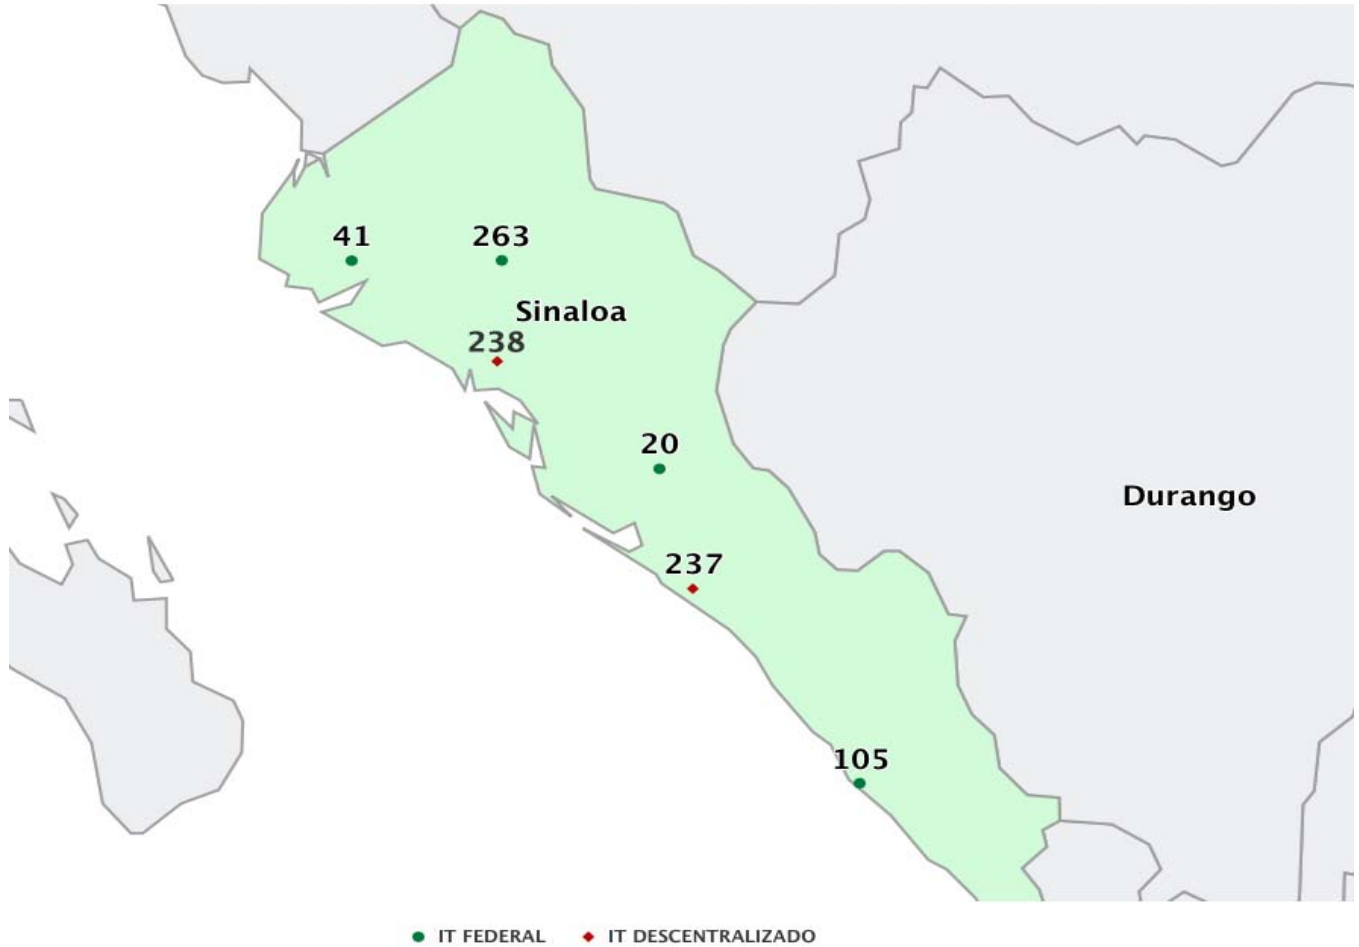 41
263
Sinaloa
238
20
Durango
237
105
IT FEDERAL
IT DESCENTRALIZADO